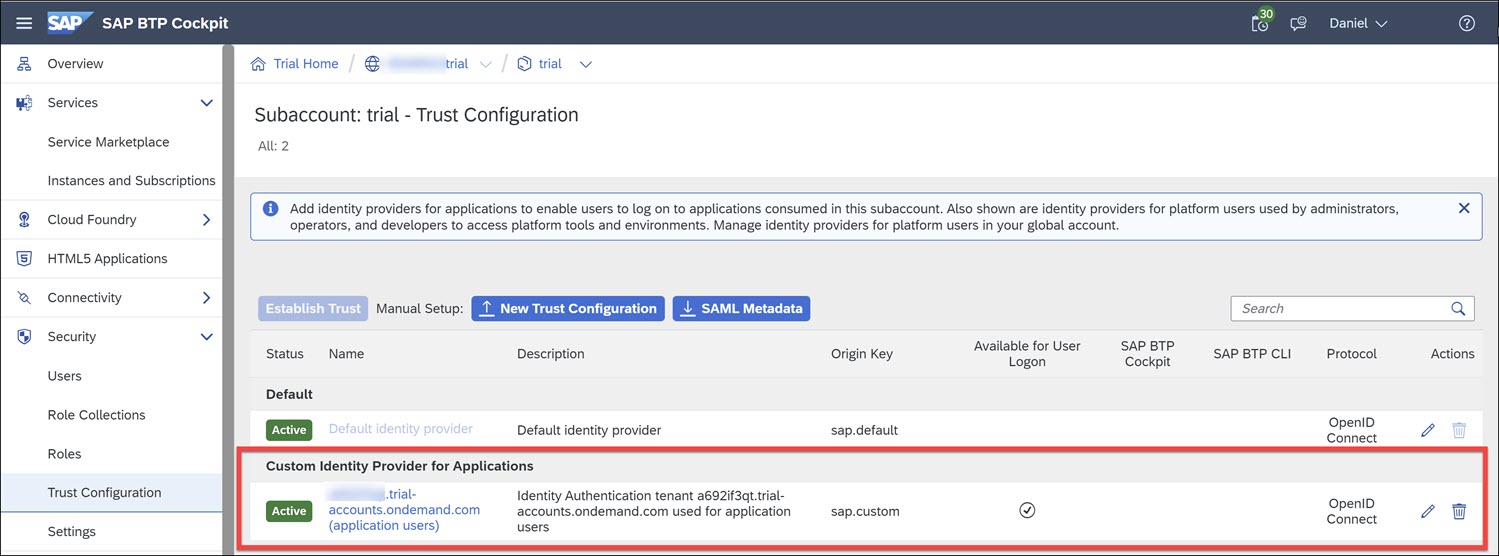 SAP
SAP BTP Cockpit
30
Daniel
Overview
Services
Service Marketplace
Instances and Subscriptions
Cloud Foundry
HTML5 Applications
Connectivity
Security
Users
Role Collections
Roles
Trust Configuration
Settings
Trial Home / trial / trial
Subaccount: trial - Trust Configuration
All: 2
Add identity providers for applications to enable users to log on to applications consumed in this subaccount. Also shown are identity providers for platform users used by administrators,
operators, and developers to access platform tools and environments. Manage identity providers for platform users in your global account.
Establish Trust Manual Setup: New Trust Configuration SAML Metadata Search
Status Name Description Origin Key Available for User Logon SAP BTP Cockpit SAP BTP CLI Protocol Actions
Default
Active Default identity provider Default identity provider sap.default OpenID Connect
Custom Identity Provider for Applications
Active .trial-
accounts.ondemand.com
(application users)
Identity Authentication tenant a692if3qt.trial-
accounts.ondemand.com used for application
users
sap.custom
OpenID
Connect